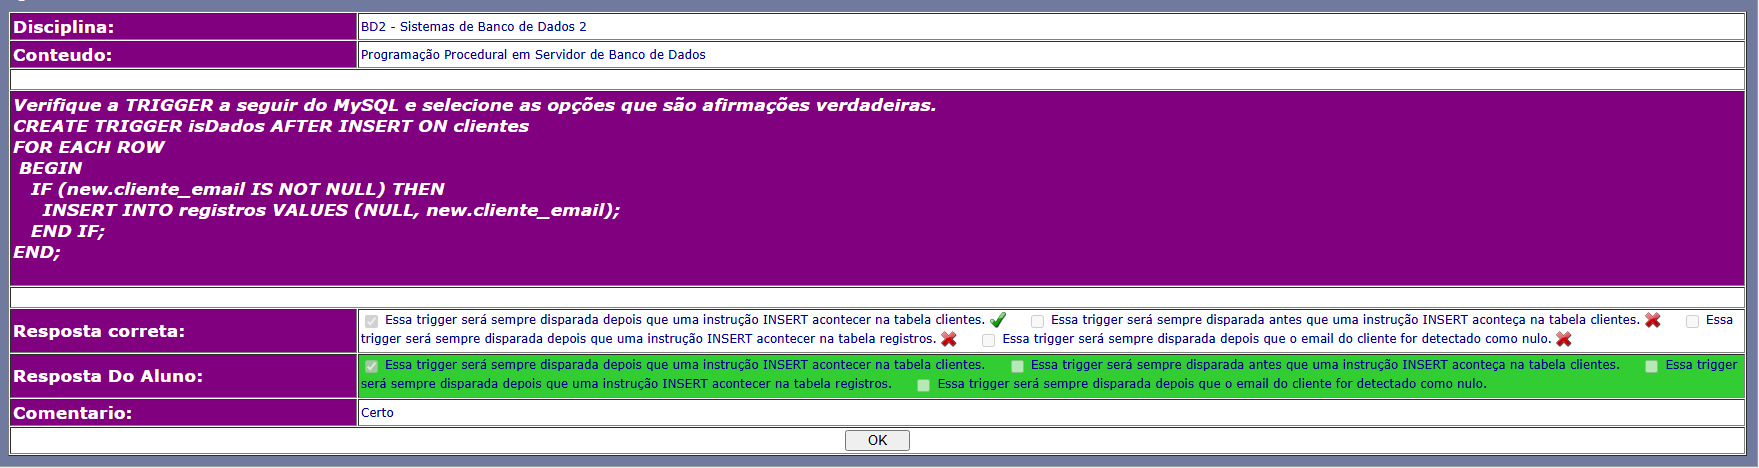 Disciplina: BD2 - Sistemas de Banco de Dados 2
Conteudo: Programação Procedural em Servidor de Banco de Dados
Verifique a TRIGGER a seguir do MySQL e selecione as opções que são afirmações verdadeiras.
CREATE TRIGGER isDados AFTER INSERT ON clientes
FOR EACH ROW
BEGIN
IF (new.cliente_email IS NOT NULL) THEN
INSERT INTO registros VALUES (NULL, new.cliente_email);
END IF;
END;
Resposta correta: Essa trigger será sempre disparada depois que uma instrução INSERT acontecer na tabela clientes. Essa trigger será sempre disparada antes que uma instrução INSERT aconteça na tabela clientes. Essa
trigger será sempre disparada depois que uma instrução INSERT acontecer na tabela registros. Essa trigger será sempre disparada depois que o email do cliente for detectado como nulo.
Resposta Do Aluno: Essa trigger será sempre disparada depois que uma instrução INSERT acontecer na tabela clientes. Essa trigger será sempre disparada antes que uma instrução INSERT aconteça na tabela clientes. Essa trigger
será sempre disparada depois que uma instrução INSERT acontecer na tabela registros. Essa trigger será sempre disparada depois que o email do cliente for detectado como nulo.
Comentario: Certo
OK